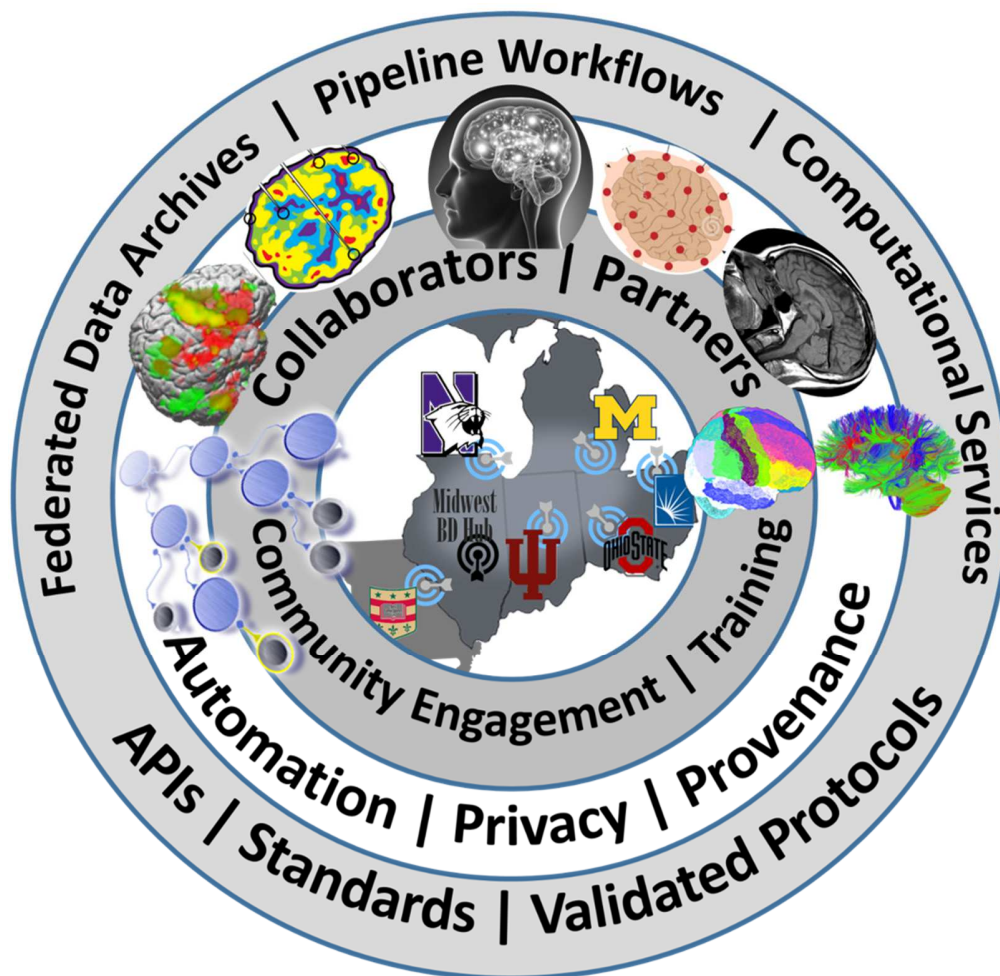 Federated Data Archives | Pipeline Workflows | Computational Services
Collaborators | Partners
N
M
Midwest
BD Hub
OHIO STATE
Community Engagement | Training
Automation | Privacy | Provenance
APIs | Standards | Validated Protocols